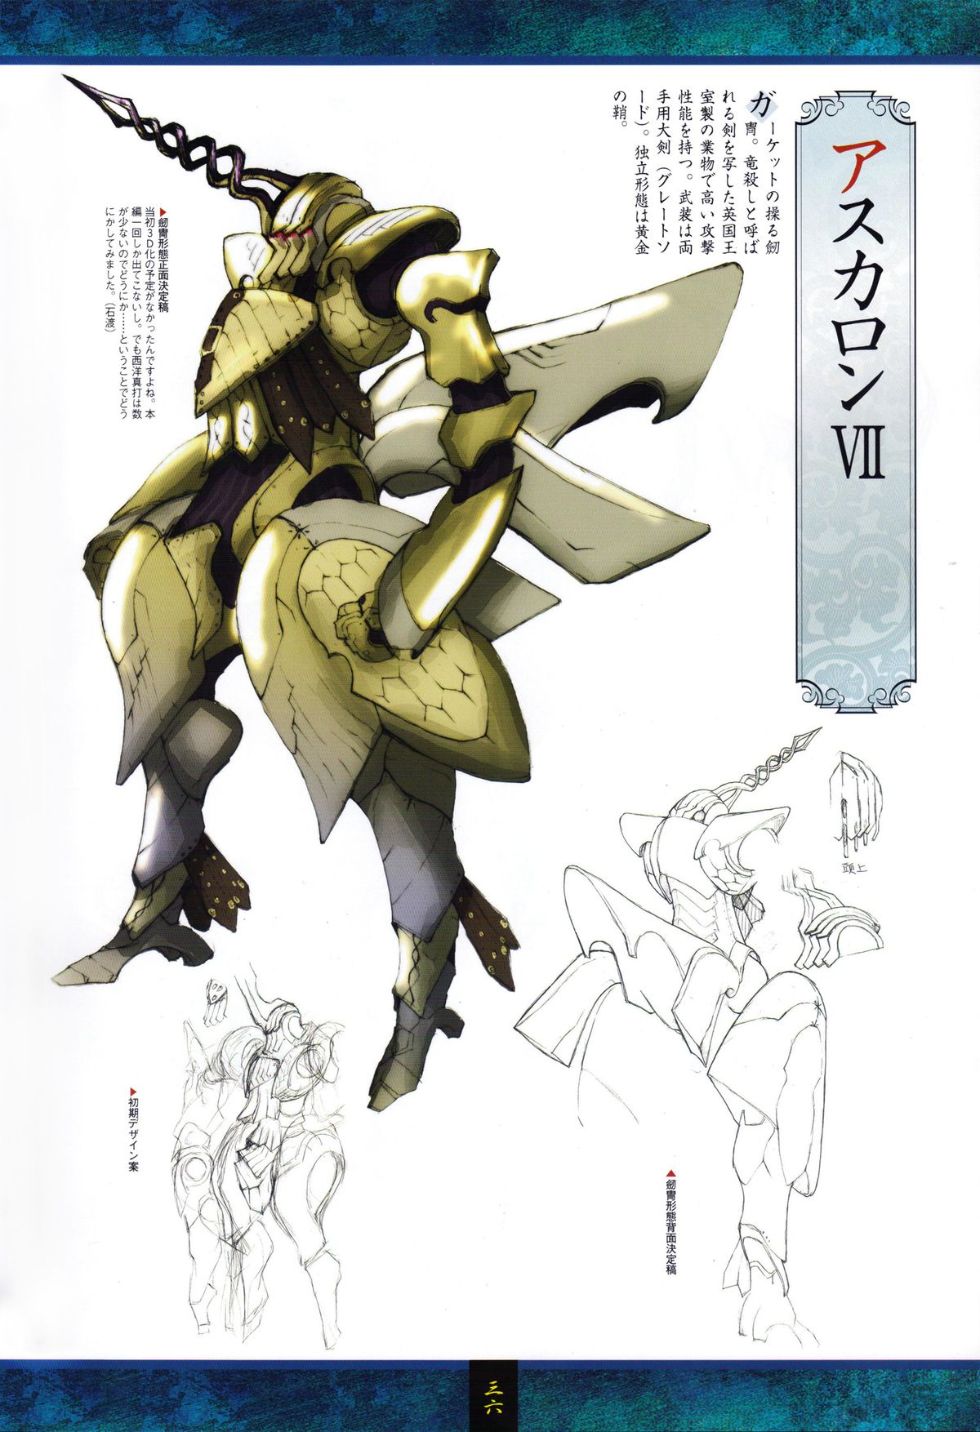 アスカロンⅦ
ガーケットの操る劔
冑。竜殺しと呼ば
れる剣を写した英国王
室製の業物で高い攻撃
性能を持つ。武装は両
手用大剣（グレートソ
ード）。独立形態は黄金
の鞘。
▶劔冑形態正面決定稿
当初３Ｄ化の予定がなかったんですよね。本
編一回しか出てこないし。でも西洋真打は数
が少ないのでどうにか……ということでどう
にかしてみました。（石渡）
頭上
▶初期デザイン案
▲劔冑形態背面決定稿
三六